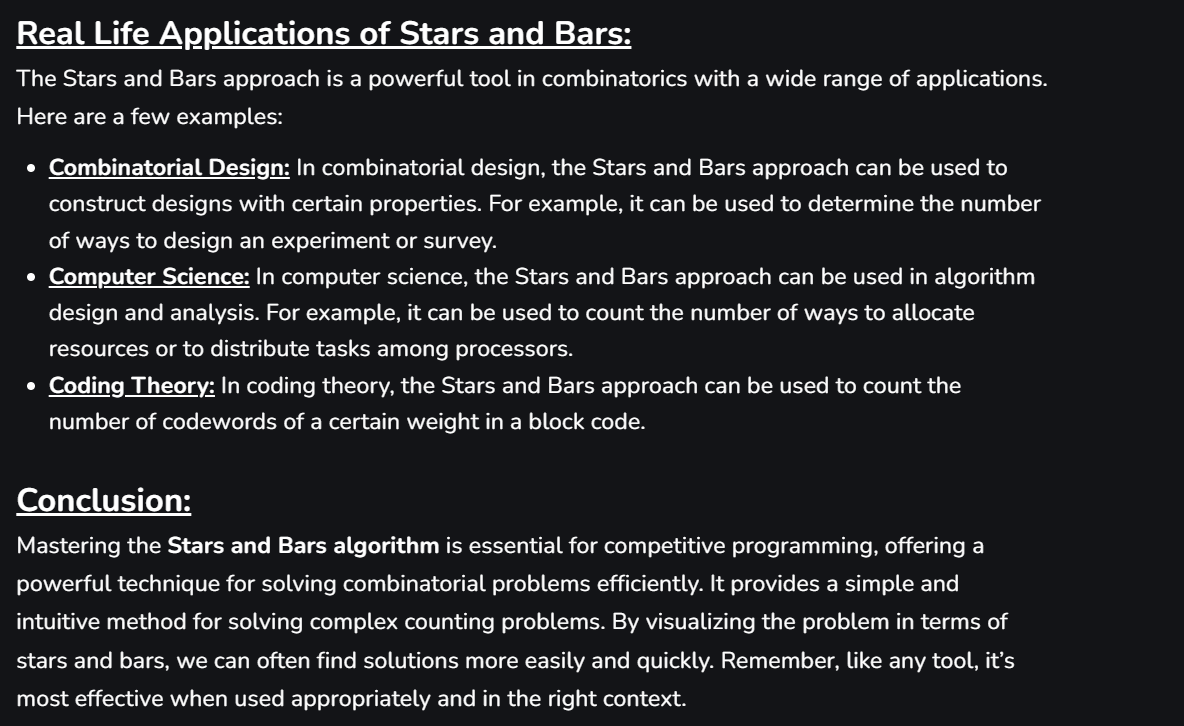 Real Life Applications of Stars and Bars:
The Stars and Bars approach is a powerful tool in combinatorics with a wide range of applications.
Here are a few examples:
• Combinatorial Design: In combinatorial design, the Stars and Bars approach can be used to
construct designs with certain properties. For example, it can be used to determine the number
of ways to design an experiment or survey.
• Computer Science: In computer science, the Stars and Bars approach can be used in algorithm
design and analysis. For example, it can be used to count the number of ways to allocate
resources or to distribute tasks among processors.
• Coding Theory: In coding theory, the Stars and Bars approach can be used to count the
number of codewords of a certain weight in a block code.
Conclusion:
Mastering the Stars and Bars algorithm is essential for competitive programming, offering a
powerful technique for solving combinatorial problems efficiently. It provides a simple and
intuitive method for solving complex counting problems. By visualizing the problem in terms of
stars and bars, we can often find solutions more easily and quickly. Remember, like any tool, it’s
most effective when used appropriately and in the right context.